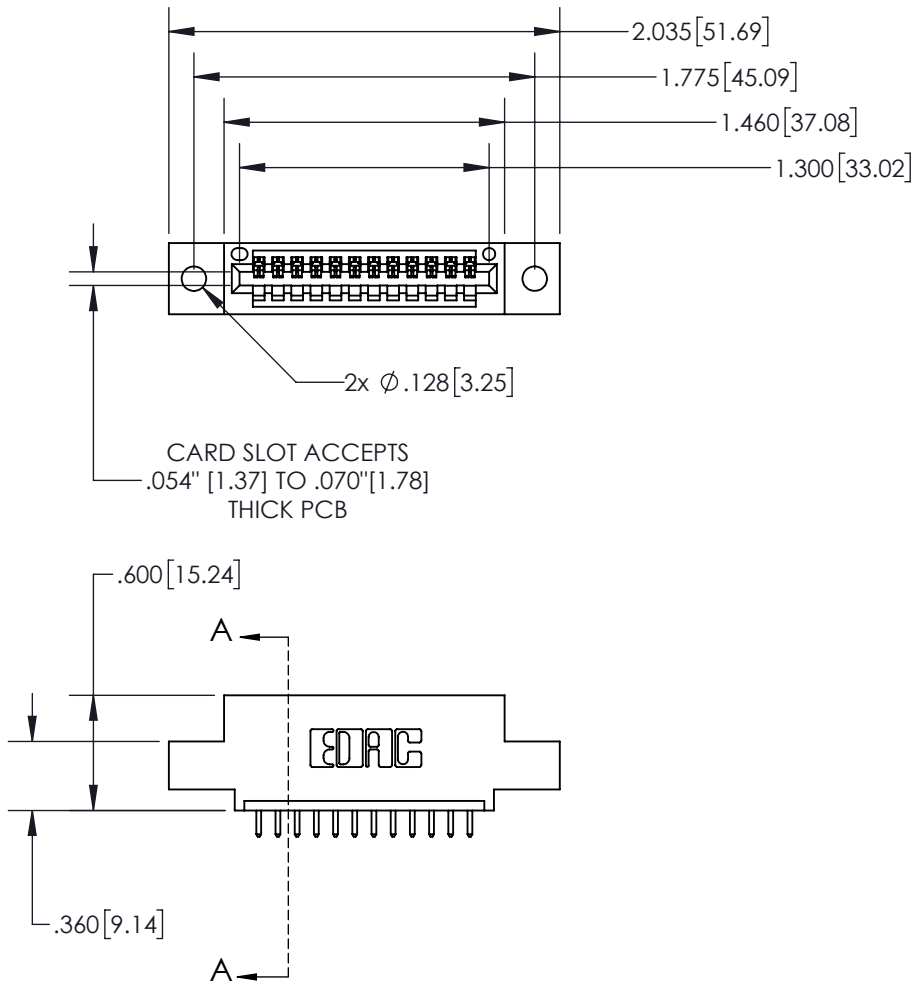 2.035[51.69]
1.775[45.09]
1.460[37.08]
1.300[33.02]
2x ∅.128[3.25]
CARD SLOT ACCEPTS
.054" [1.37] TO .070"[1.78]
THICK PCB
.600[15.24]
A
EDAC
.360[9.14]
A